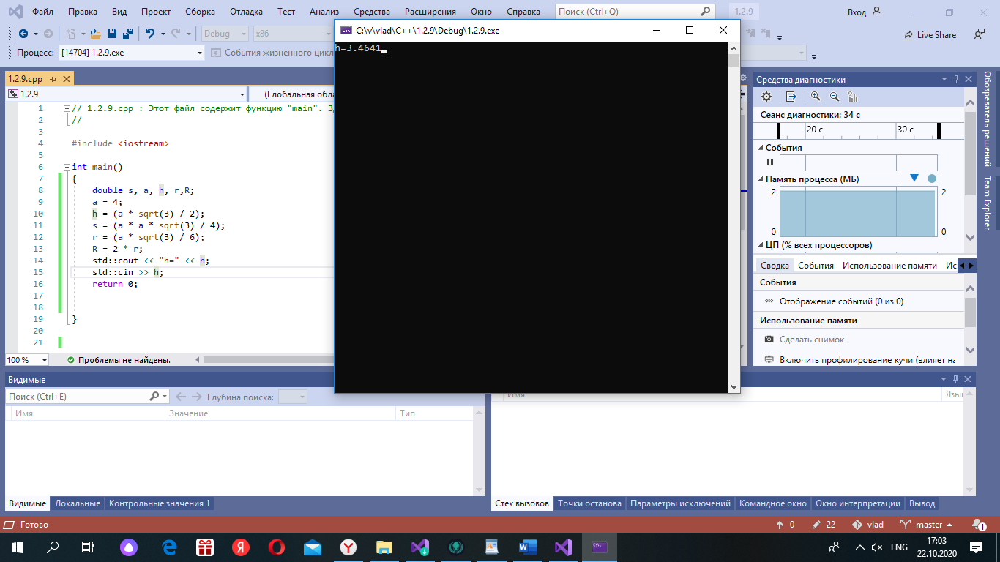 Файл Правка Вид Проект Сборка Отладка Тест Анализ Средства Расширения Окно Справка Поиск (Ctrl+Q) 1.2.9 Вход
Debug x86 Live Share
Процесс: [14704] 1.2.9.exe События жизненного цикл
C:\v\vlad\C++\1.2.9\Debug\1.2.9.exe
h=3.4641
1.2.9.cpp
1.2.9 (Глобальная обла
1 // 1.2.9.cpp : Этот файл содержит функцию "main".
2 //
3
4 #include <iostream>
5
6 int main()
7 {
8 double s, a, h, r,R;
9 a = 4;
10 h = (a * sqrt(3) / 2);
11 s = (a * a * sqrt(3) / 4);
12 r = (a * sqrt(3) / 6);
13 R = 2 * r;
14 std::cout << "h=" << h;
15 std::cin >> h;
16 return 0;
17
18
19 }
20
21
100 % Проблемы не найдены.
Средства диагностики
Сеанс диагностики: 34 с
20 с 30 с
События
Память процесса (МБ)
2 2
0 0
ЦП (% всех процессоров)
Сводка События Использование памяти Ис
События
Отображение событий (0 из 0)
Использование памяти
Сделать снимок
Включить профилирование кучи (влияет на
Обозреватель решений
Team Explorer
Видимые
Поиск (Ctrl+E) Глубина поиска:
Имя Значение Тип
Имя Язы
Видимые Локальные Контрольные значения 1
Стек вызовов Точки останова Параметры исключений Командное окно Окно интерпретации Вывод
Готово 0 22 vlad master 1
ENG 17:03
22.10.2020